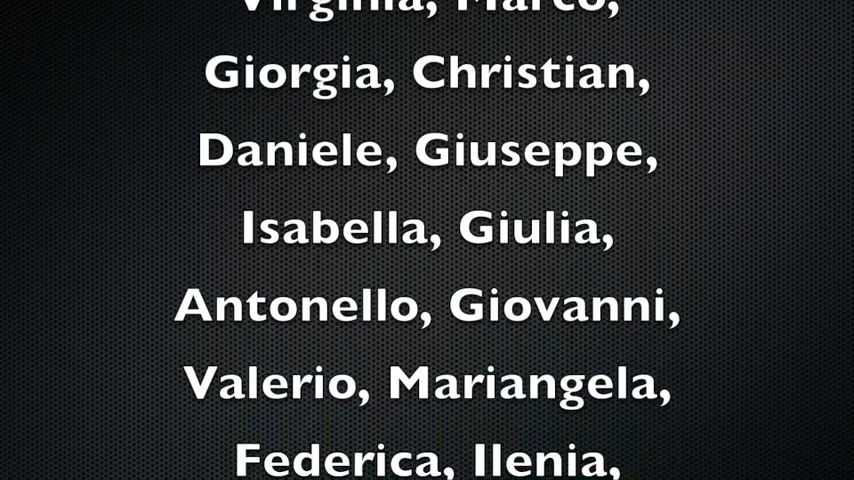 Virginia, Marco,
Giorgia, Christian,
Daniele, Giuseppe,
Isabella, Giulia,
Antonello, Giovanni,
Valerio, Mariangela,
Federica, Ilenia,